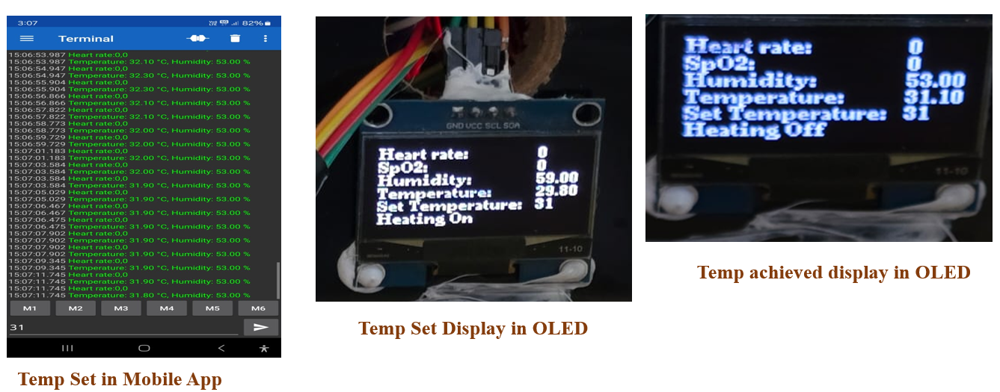 3:07
82%
Terminal
15:06:53.987 Heart rate:0,0
15:06:53.987 Temperature: 32.10 °C, Humidity: 53.00 %
15:06:54.947 Heart rate:0,0
15:06:54.947 Temperature: 32.30 °C, Humidity: 53.00 %
15:06:55.904 Heart rate:0,0
15:06:55.904 Temperature: 32.30 °C, Humidity: 53.00 %
15:06:56.866 Heart rate:0,0
15:06:56.866 Temperature: 32.10 °C, Humidity: 53.00 %
15:06:57.822 Heart rate:0,0
15:06:57.822 Temperature: 32.10 °C, Humidity: 53.00 %
15:06:58.773 Heart rate:0,0
15:06:58.773 Temperature: 32.00 °C, Humidity: 53.00 %
15:06:59.729 Heart rate:0,0
15:06:59.729 Temperature: 32.00 °C, Humidity: 53.00 %
15:07:01.183 Heart rate:0,0
15:07:01.183 Temperature: 32.00 °C, Humidity: 53.00 %
15:07:03.584 Heart rate:0,0
15:07:03.584 Temperature: 32.00 °C, Humidity: 53.00 %
15:07:03.584 Heart rate:0,0
15:07:03.584 Temperature: 31.90 °C, Humidity: 53.00 %
15:07:05.029 Heart rate:0,0
15:07:05.029 Temperature: 31.90 °C, Humidity: 53.00 %
15:07:06.467 Heart rate:0,0
15:07:06.467 Temperature: 31.90 °C, Humidity: 53.00 %
15:07:06.475 Heart rate:0,0
15:07:06.475 Temperature: 31.90 °C, Humidity: 53.00 %
15:07:07.902 Heart rate:0,0
15:07:07.902 Temperature: 31.90 °C, Humidity: 53.00 %
15:07:07.902 Heart rate:0,0
15:07:07.902 Temperature: 31.90 °C, Humidity: 53.00 %
15:07:09.345 Heart rate:0,0
15:07:09.345 Temperature: 31.90 °C, Humidity: 53.00 %
15:07:11.745 Heart rate:0,0
15:07:11.745 Temperature: 31.90 °C, Humidity: 53.00 %
15:07:11.745 Heart rate:0,0
15:07:11.745 Temperature: 31.80 °C, Humidity: 53.00 %
M1 M2 M3 M4 M5 M6
31
Temp Set in Mobile App
GND VCC SCL SDA
Heart rate: 0
SpO2: 0
Humidity: 59.00
Temperature: 29.80
Set Temperature: 31
Heating On
11-10
Temp Set Display in OLED
Heart rate: 0
SpO2: 0
Humidity: 53.00
Temperature: 31.10
Set Temperature: 31
Heating Off
11-10
Temp achieved display in OLED